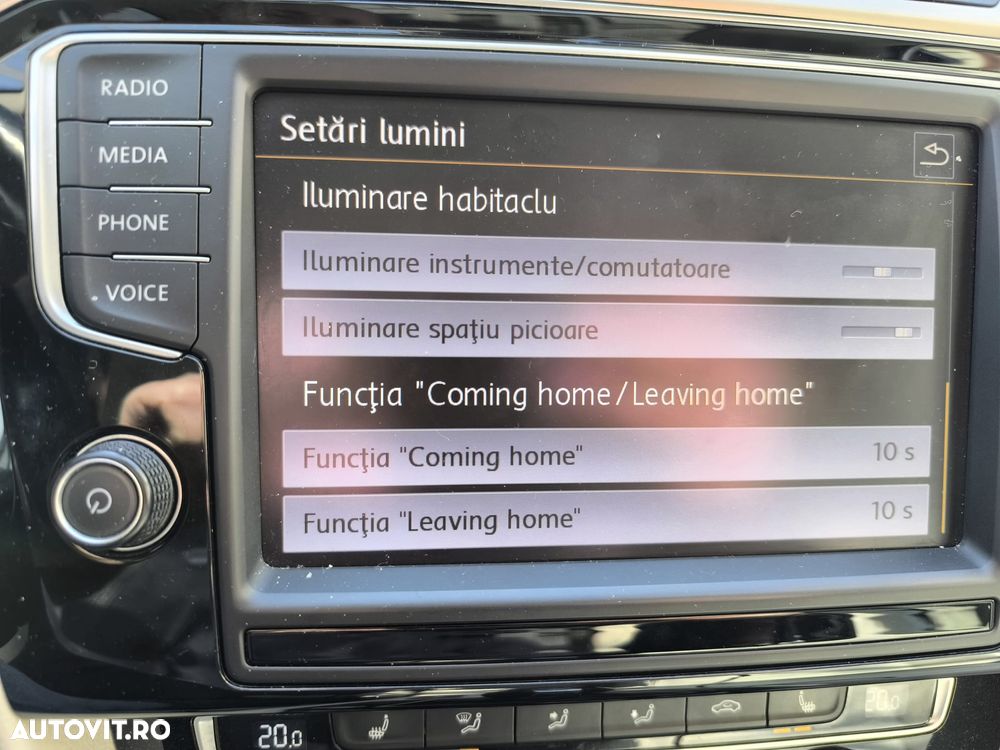 RADIO
MEDIA
PHONE
VOICE
Setări lumini
Iluminare habitaclu
Iluminare instrumente/comutatoare
Iluminare spaţiu picioare
Funcţia "Coming home/Leaving home"
Funcţia "Coming home" 10 s
Funcţia "Leaving home" 10 s
20.0 20.0
AUTOVIT.RO